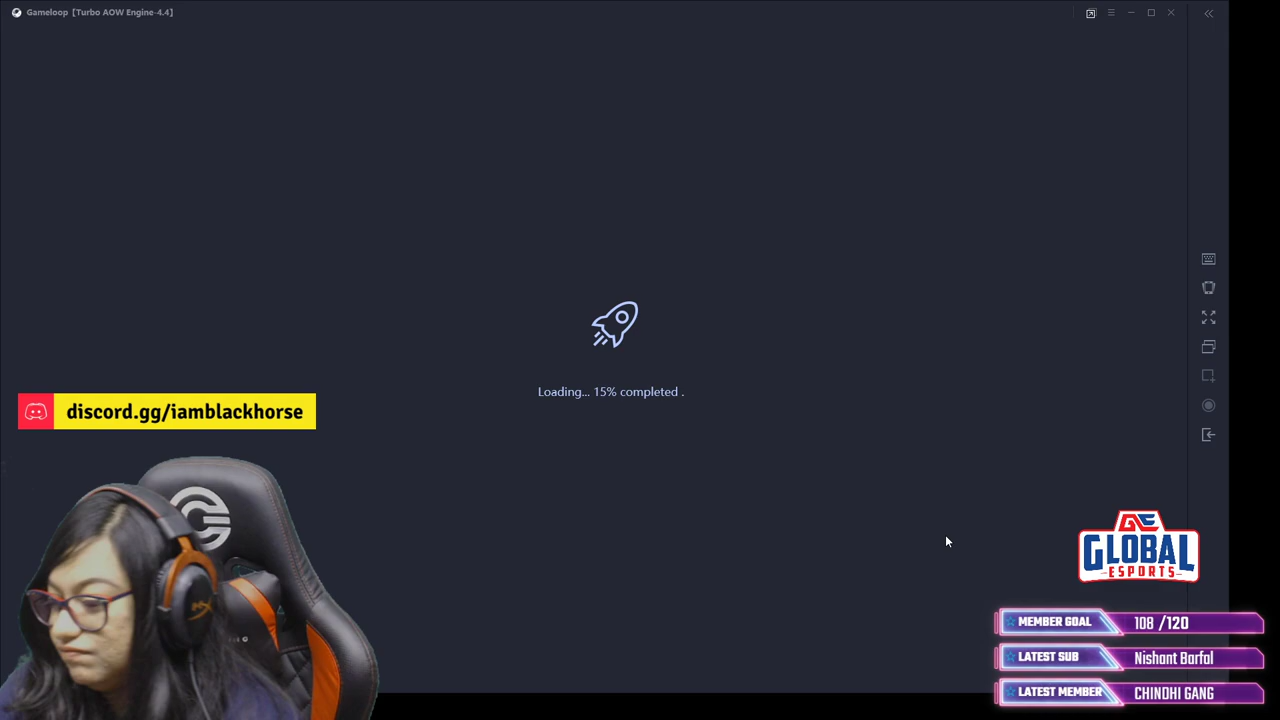 Gameloop [Turbo AOW Engine-4.4]
Loading... 15% completed .
discord.gg/iamblackhorse
GE
GLOBAL
ESPORTS
MEMBER GOAL 108 /120
LATEST SUB Nishant Barfal
LATEST MEMBER CHINDHI GANG